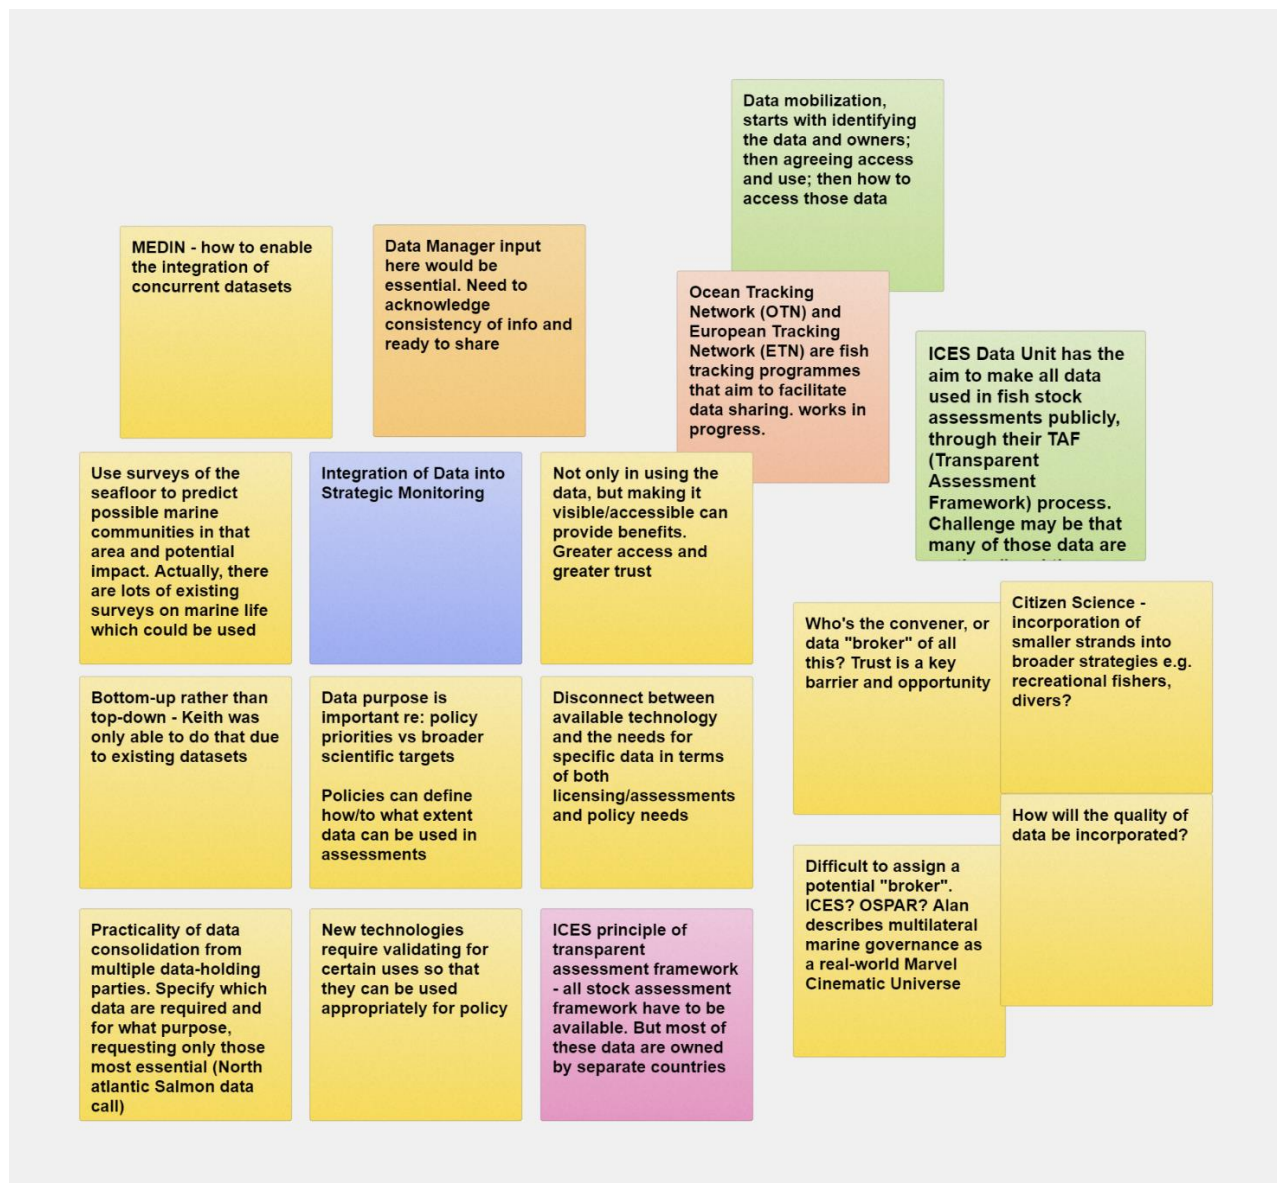 Data mobilization,
starts with identifying
the data and owners;
then agreeing access
and use; then how to
access those data
MEDIN - how to enable
the integration of
concurrent datasets
Data Manager input
here would be
essential. Need to
acknowledge
consistency of info and
ready to share
Ocean Tracking
Network (OTN) and
European Tracking
Network (ETN) are fish
tracking programmes
that aim to facilitate
data sharing. works in
progress.
ICES Data Unit has the
aim to make all data
used in fish stock
assessments publicly,
through their TAF
(Transparent
Assessment
Framework) process.
Challenge may be that
many of those data are
Use surveys of the
seafloor to predict
possible marine
communities in that
area and potential
impact. Actually, there
are lots of existing
surveys on marine life
which could be used
Integration of Data into
Strategic Monitoring
Not only in using the
data, but making it
visible/accessible can
provide benefits.
Greater access and
greater trust
Who's the convener, or
data "broker" of all
this? Trust is a key
barrier and opportunity
Citizen Science -
incorporation of
smaller strands into
broader strategies e.g.
recreational fishers,
divers?
Bottom-up rather than
top-down - Keith was
only able to do that due
to existing datasets
Data purpose is
important re: policy
priorities vs broader
scientific targets
Policies can define
how/to what extent
data can be used in
assessments
Disconnect between
available technology
and the needs for
specific data in terms
of both
licensing/assessments
and policy needs
How will the quality of
data be incorporated?
Difficult to assign a
potential "broker".
ICES? OSPAR? Alan
describes multilateral
marine governance as
a real-world Marvel
Cinematic Universe
Practicality of data
consolidation from
multiple data-holding
parties. Specify which
data are required and
for what purpose,
requesting only those
most essential (North
atlantic Salmon data
call)
New technologies
require validating for
certain uses so that
they can be used
appropriately for policy
ICES principle of
transparent
assessment framework
- all stock assessment
framework have to be
available. But most of
these data are owned
by separate countries